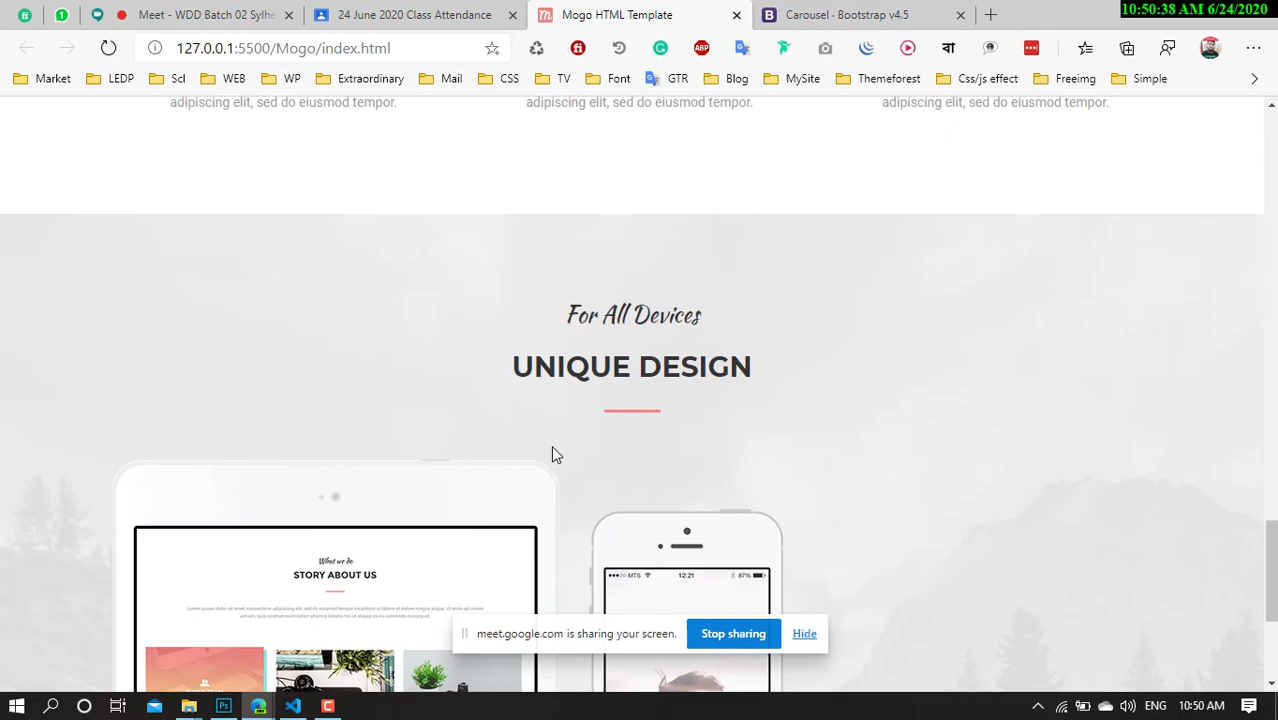 10:50:38 AM 6/24/2020
Meet - WDD Batch 02 Sylhe
24 June 2020 Class Attendance
Mogo HTML Template
Carousel · Bootstrap v4.5
127.0.0.1:5500/Mogo/index.html
ABP
বা
Market
LEDP
Scl
WEB
WP
Extraordinary
Mail
CSS
TV
Font
GTR
Blog
MySite
Themeforest
Css/js effect
Freeimg
Simple
adipiscing elit, sed do eiusmod tempor.
adipiscing elit, sed do eiusmod tempor.
adipiscing elit, sed do eiusmod tempor.
For All Devices
UNIQUE DESIGN
What we do
STORY ABOUT US
MTS
12:21
87%
meet.google.com is sharing your screen.
Stop sharing
Hide
ENG
10:50 AM